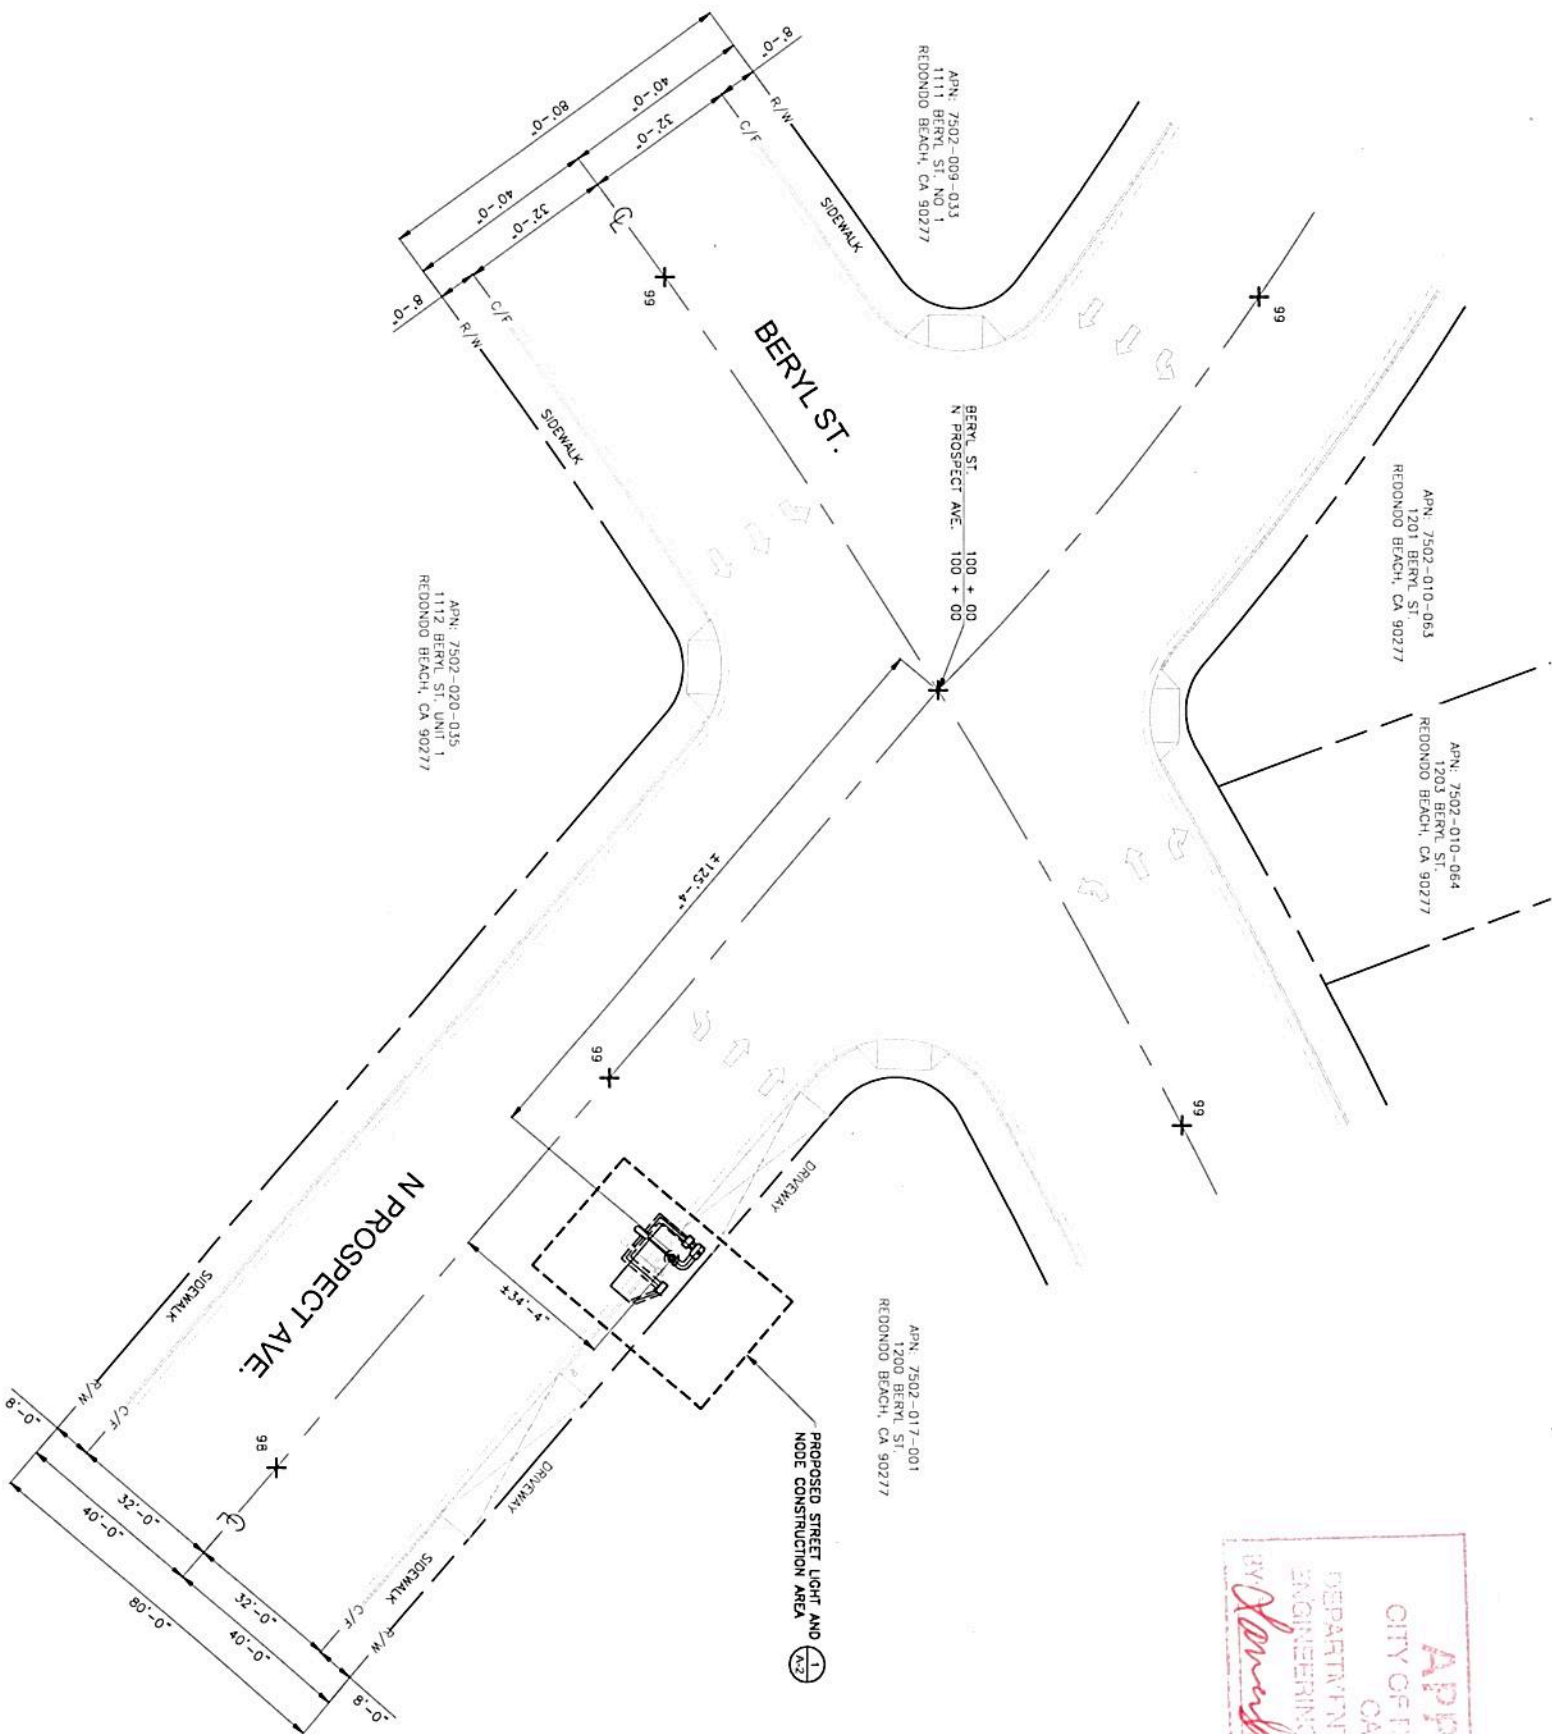 APN: 7502-009-033
1111 BERYL ST. NO 1
REDONDO BEACH, CA 90277
APN: 7502-010-063
1201 BERYL ST.
REDONDO BEACH, CA 90277
APN: 7502-010-064
1203 BERYL ST.
REDONDO BEACH, CA 90277
APN: 7502-020-035
1112 BERYL ST. UNIT 1
REDONDO BEACH, CA 90277
APN: 7502-017-001
1200 BERYL ST.
REDONDO BEACH, CA 90277
BERYL ST. 100 + 00
N PROSPECT AVE. 100 + 00
BERYL ST.
N PROSPECT AVE.
8'-0"
40'-0"
32'-0"
80'-0"
40'-0"
32'-0"
8'-0"
R/W
C/F
SIDEWALK
C/F
R/W
SIDEWALK
99
99
99
99
98
±125'-4"
±34'-4"
DRIVEWAY
DRIVEWAY
SIDEWALK
SIDEWALK
R/W
C/F
C/F
R/W
8'-0"
32'-0"
40'-0"
80'-0"
32'-0"
40'-0"
8'-0"
PROPOSED STREET LIGHT AND
NODE CONSTRUCTION AREA
1
A-2
CITY OF
DEPARTMENT
ENGINEERING
BY: